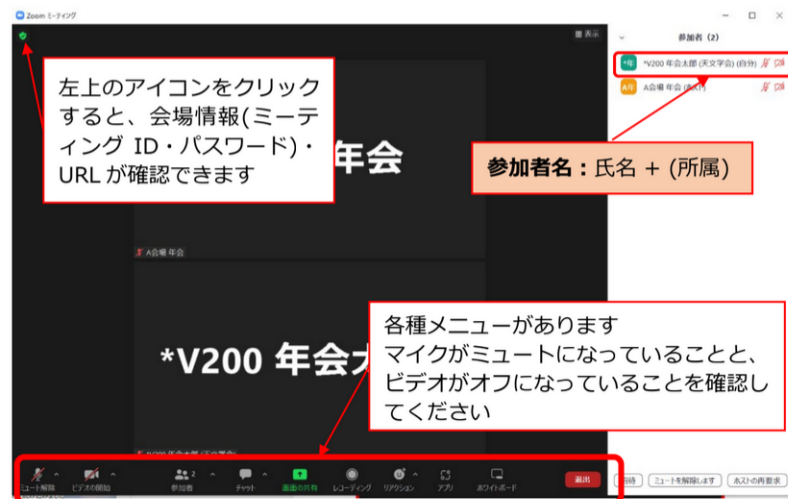 Zoom ミーティング
表示
参加者 (2)
*年
*V200 年会太郎 (天文学会) (自分)
A年
A会場 年会
左上のアイコンをクリック
すると、会場情報(ミーテ
ィング ID・パスワード)・
URL が確認できます
年会
参加者名：氏名 + (所属)
A会場 年会
各種メニューがあります
マイクがミュートになっていることと、
ビデオがオフになっていることを確認し
てください
*V200 年会
ミュート解除
ビデオの開始
2
参加者
チャット
画面の共有
レコーディング
リアクション
アプリ
ホワイトボード
退出
ミュートを解除します
ホストの再要求